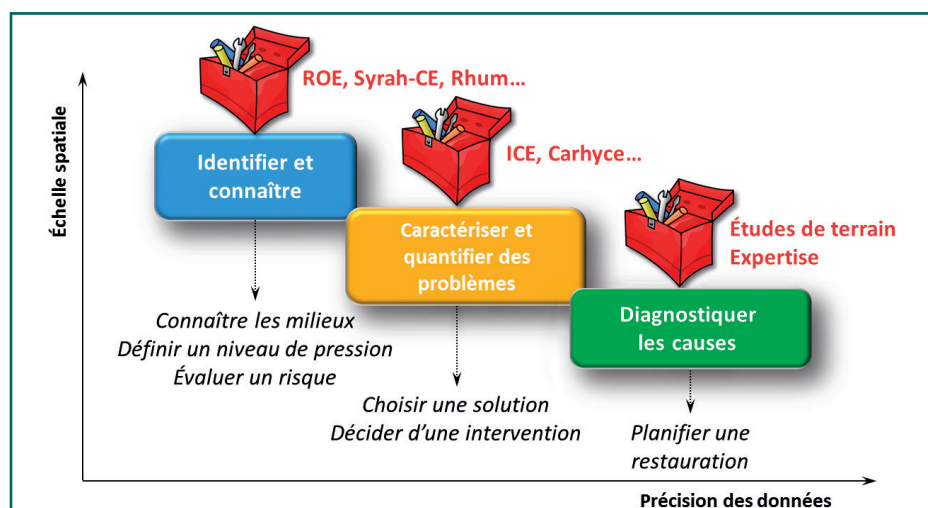 ROE, Syrah-CE, Rhum…
Échelle spatiale
Identifier et
connaître
ICE, Carhyce…
Caractériser et
quantifier des
problèmes
Études de terrain
Expertise
Diagnostiquer
les causes
Connaître les milieux
Définir un niveau de pression
Évaluer un risque
Choisir une solution
Décider d’une intervention
Planifier une
restauration
Précision des données